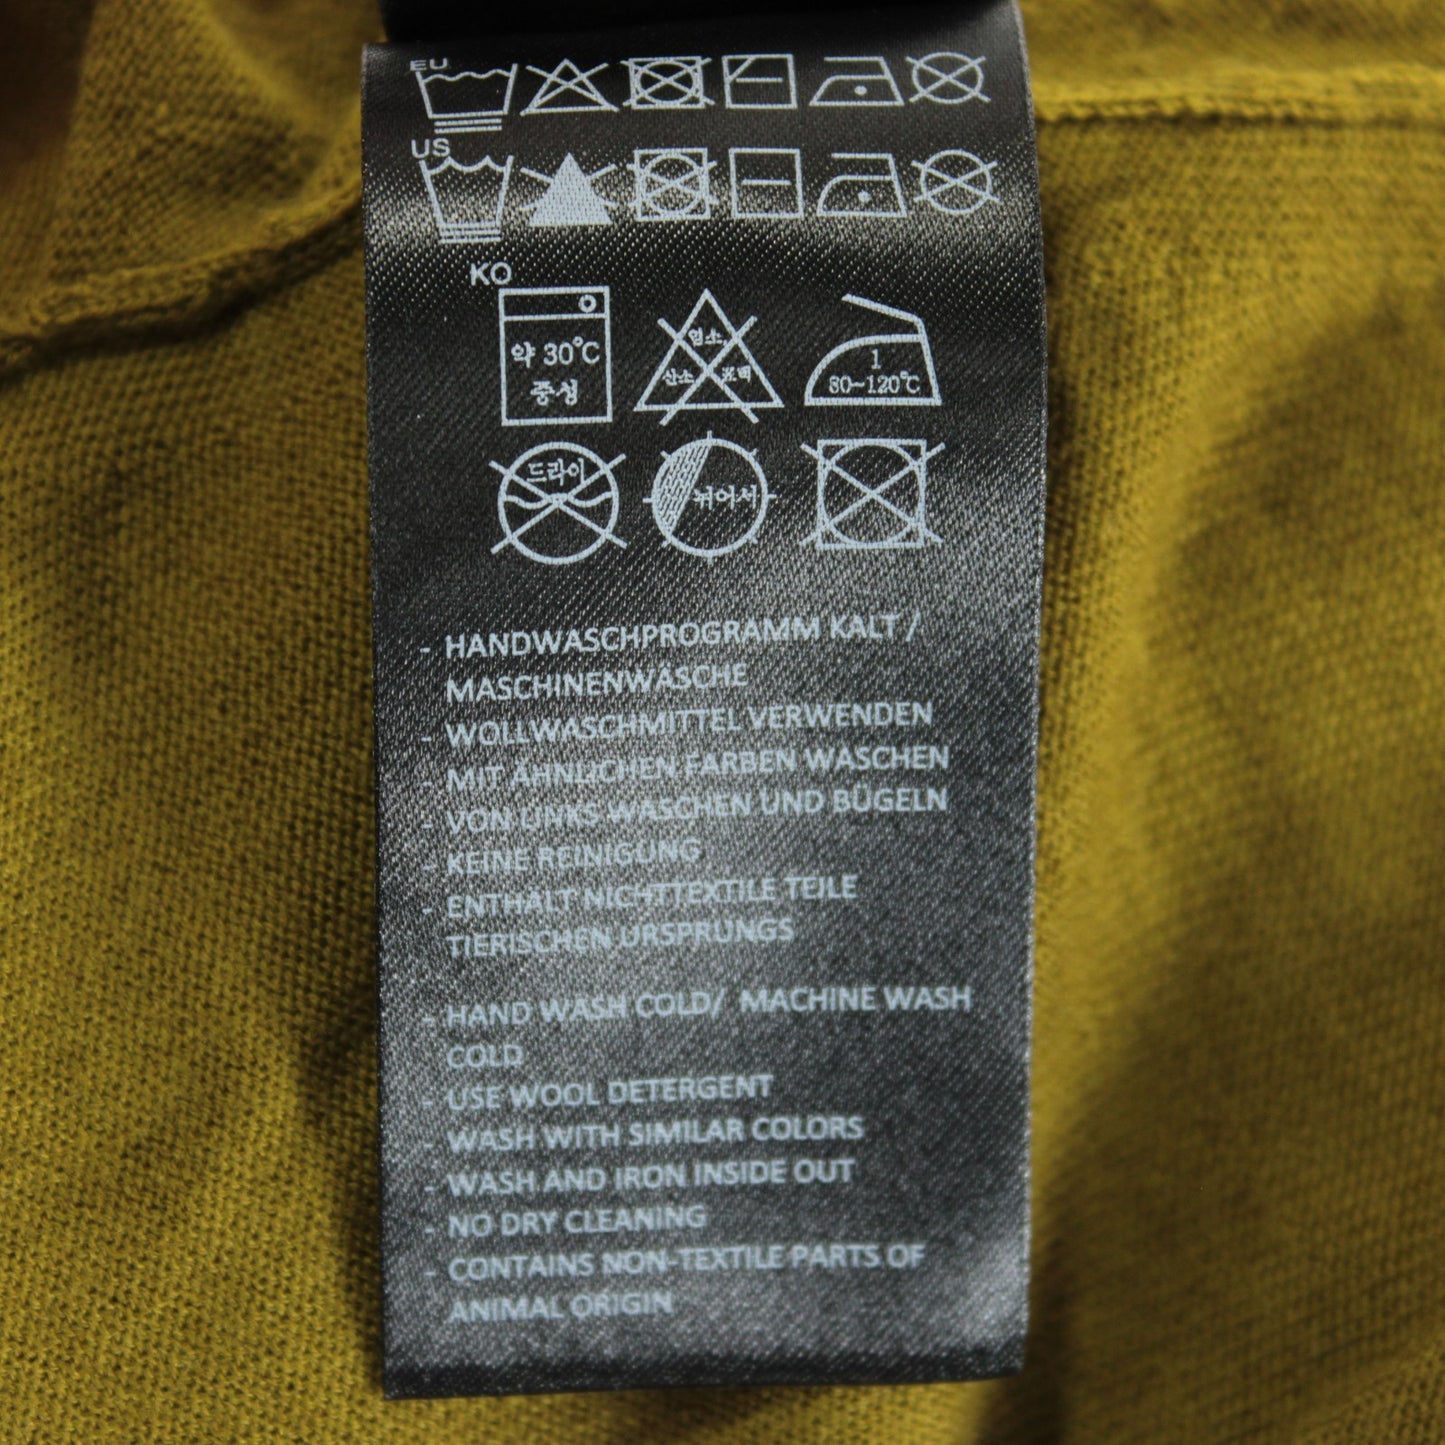 EU
US
KO
약 30°C
중성
염소
산소 표백
1
80~120°C
드라이
뉘어서
- HANDWASCHPROGRAMM KALT /
MASCHINENWÄSCHE
- WOLLWASCHMITTEL VERWENDEN
- MIT ÄHNLICHEN FARBEN WASCHEN
- VON LINKS WASCHEN UND BÜGELN
- KEINE REINIGUNG
- ENTHÄLT NICHTTEXTILE TEILE
TIERISCHEN URSPRUNGS
- HAND WASH COLD/ MACHINE WASH
COLD
- USE WOOL DETERGENT
- WASH WITH SIMILAR COLORS
- WASH AND IRON INSIDE OUT
- NO DRY CLEANING
- CONTAINS NON-TEXTILE PARTS OF
ANIMAL ORIGIN